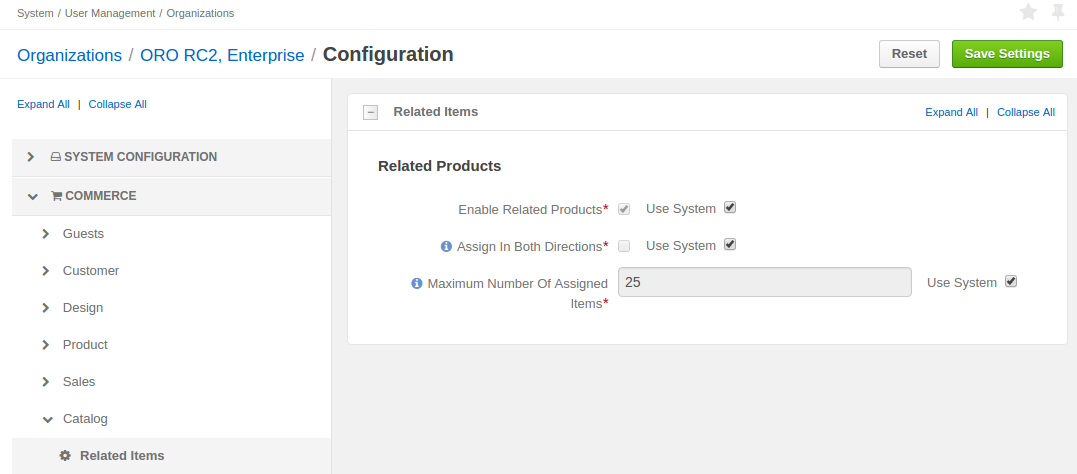 System / User Management / Organizations
Organizations / ORO RC2, Enterprise / Configuration
Reset
Save Settings
Expand All | Collapse All
SYSTEM CONFIGURATION
COMMERCE
Guests
Customer
Design
Product
Sales
Catalog
Related Items
Related Items
Expand All | Collapse All
Related Products
Enable Related Products* Use System
Assign In Both Directions* Use System
Maximum Number Of Assigned
Items*
25
Use System